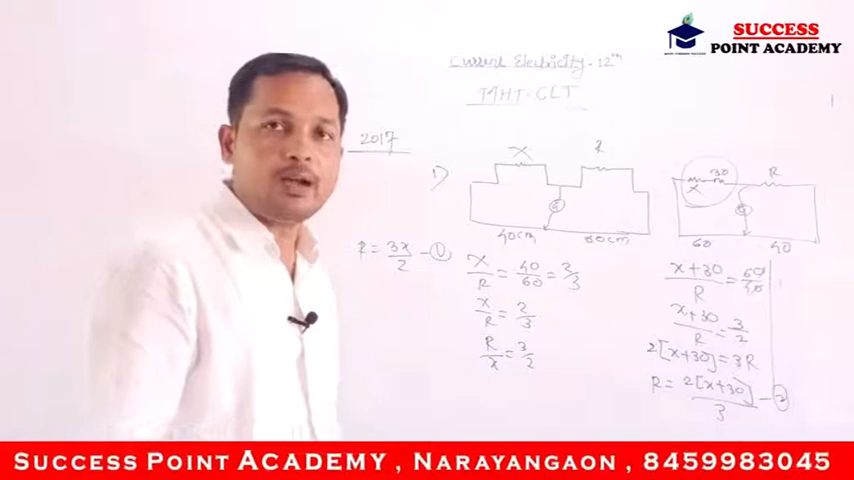 SUCCESS
POINT ACADEMY
Current Electricity - 12th
MHT-CET
2017
1)
X
R
G
40cm
60cm
30
X
R
G
60
40
R = 3x/2 - (1)
X/R = 40/60 = 2/3
x/R = 2/3
R/x = 3/2
x+30/R = 60/40
x+30/R = 3/2
2[x+30] = 3R
R = 2[x+30]/3 - (2)
SUCCESS POINT ACADEMY , NARAYANGAON , 8459983045